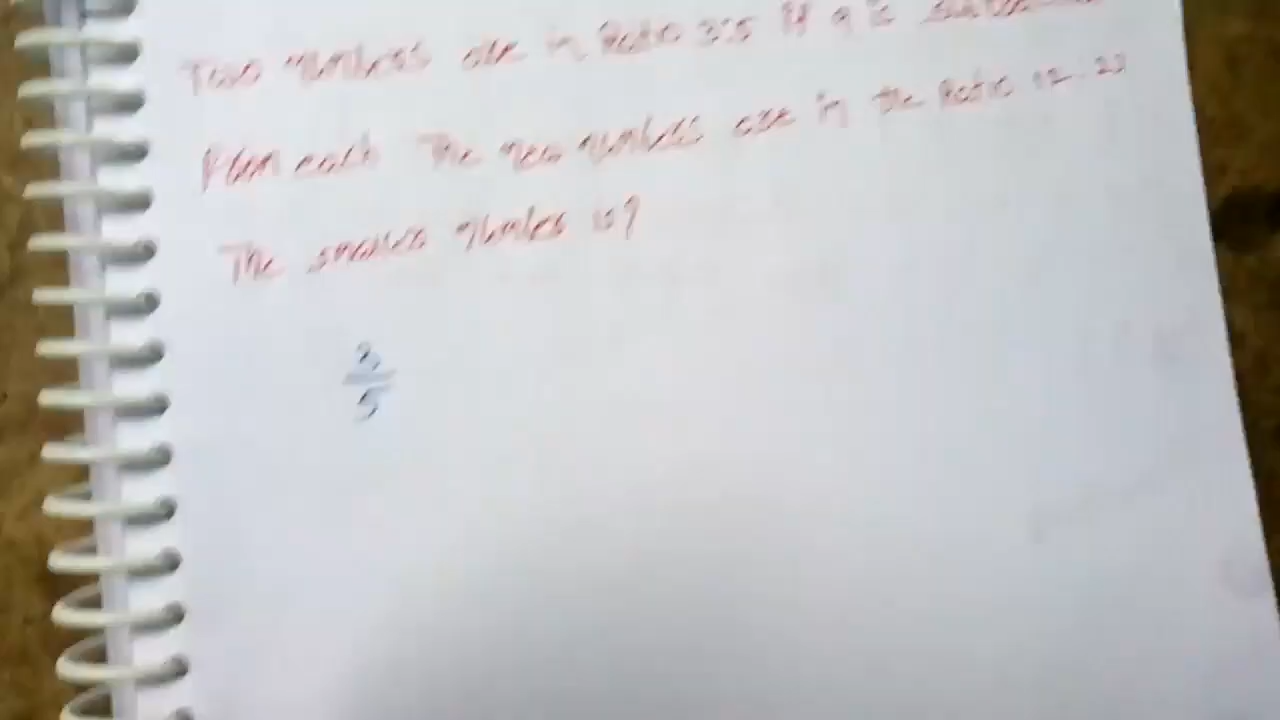 Two numbers are in Ratio 3:5 If 9 is
From each The new numbers are in the Ratio 12:23
The smaller number is?
3
5